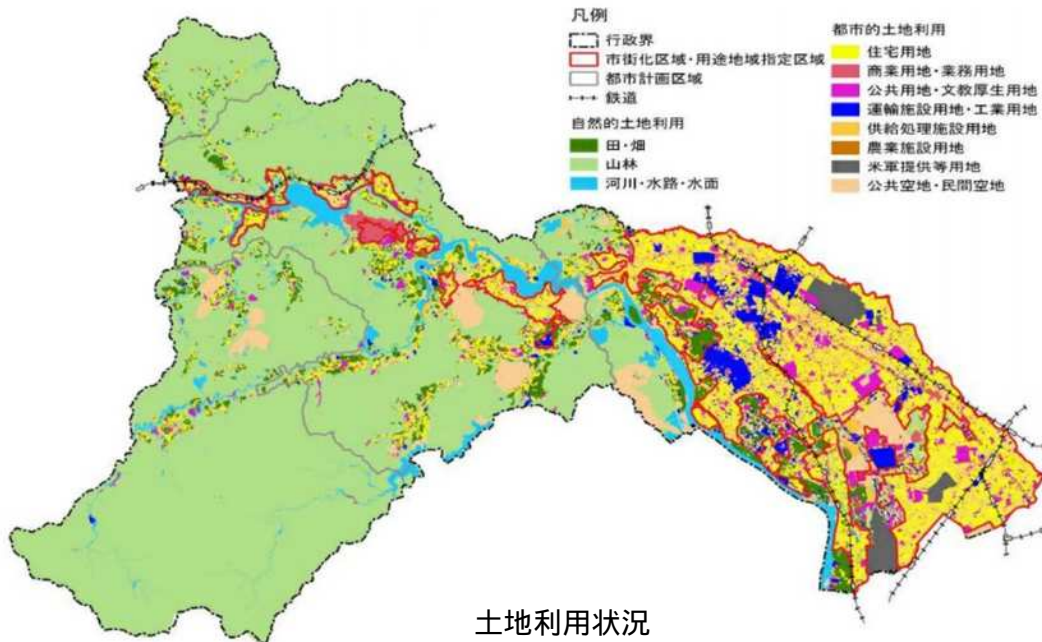 凡例
行政界
市街化区域・用途地域指定区域
都市計画区域
鉄道
自然的土地利用
田・畑
山林
河川・水路・水面
都市的土地利用
住宅用地
商業用地・業務用地
公共用地・文教厚生用地
運輸施設用地・工業用地
供給処理施設用地
農業施設用地
米軍提供等用地
公共空地・民間空地
土地利用状況